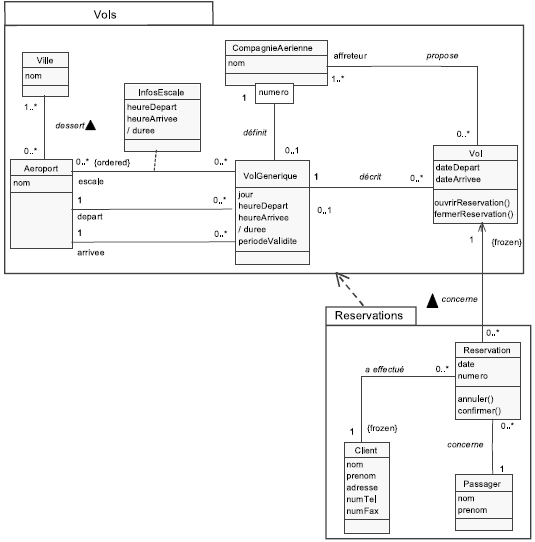 Vols
Ville
nom
1..*
dessert
0..*
InfosEscale
heureDepart
heureArrivee
/ duree
CompagnieAerienne
nom
numero
1
définit
0..1
affreteur
propose
1..*
0..*
Vol
dateDepart
dateArrivee
ouvrirReservation()
fermerReservation()
Aeroport
nom
0..*
{ordered}
0..*
escale
1
0..*
depart
1
0..*
arrivee
VolGenerique
jour
heureDepart
heureArrivee
/ duree
periodeValidite
1
décrit
0..*
0..1
1
{frozen}
concerne
0..*
Reservations
Reservation
date
numero
annuler()
confirmer()
a effectué
0..*
1
{frozen}
0..*
concerne
1
Client
nom
prenom
adresse
numTel
numFax
Passager
nom
prenom